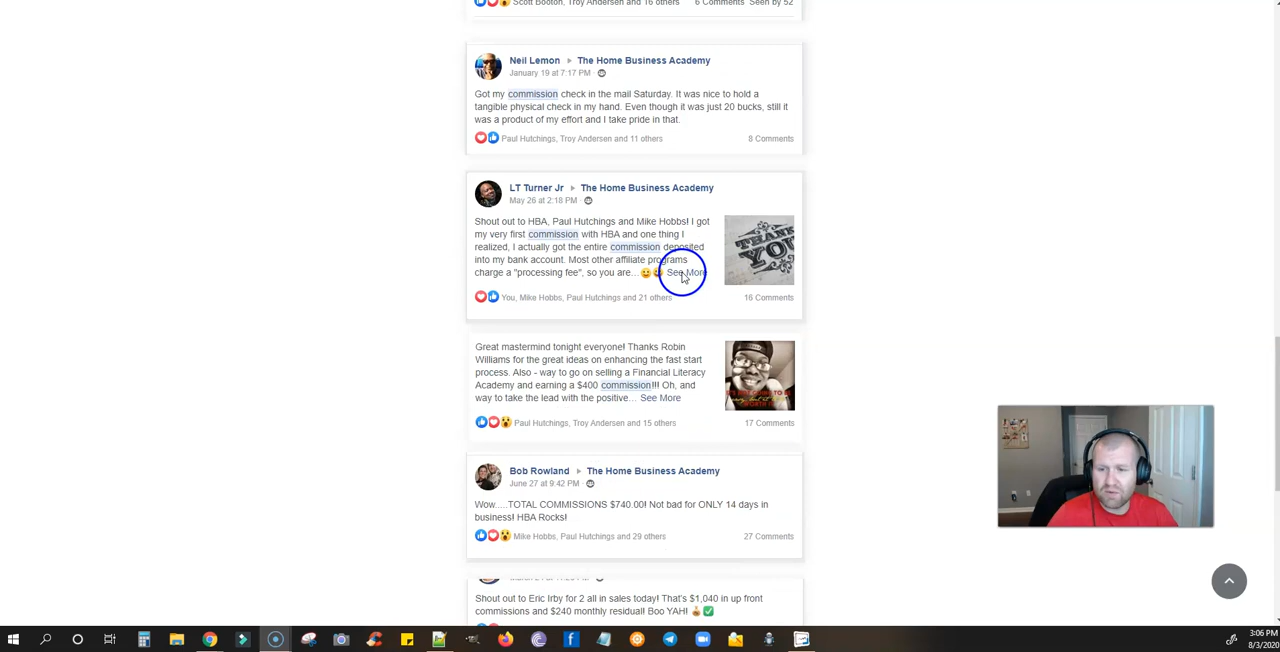 Scott Booton, Troy Andersen and 16 others 6 Comments Seen by 52
Neil Lemon ▸ The Home Business Academy
January 19 at 7:17 PM ·
Got my commission check in the mail Saturday. It was nice to hold a
tangible physical check in my hand. Even though it was just 20 bucks, still it
was a product of my effort and I take pride in that.
Paul Hutchings, Troy Andersen and 11 others 8 Comments
LT Turner Jr ▸ The Home Business Academy
May 26 at 2:18 PM ·
Shout out to HBA, Paul Hutchings and Mike Hobbs! I got
my very first commission with HBA and one thing I
realized, I actually got the entire commission deposited
into my bank account. Most other affiliate programs
charge a "processing fee", so you are... 😀😀 See More
THANK
YOU
You, Mike Hobbs, Paul Hutchings and 21 others 16 Comments
Great mastermind tonight everyone! Thanks Robin
Williams for the great ideas on enhancing the fast start
process. Also - way to go on selling a Financial Literacy
Academy and earning a $400 commission!!! Oh, and
way to take the lead with the positive... See More
Paul Hutchings, Troy Andersen and 15 others 17 Comments
Bob Rowland ▸ The Home Business Academy
June 27 at 9:42 PM ·
Wow.....TOTAL COMMISSIONS $740.00! Not bad for ONLY 14 days in
business! HBA Rocks!
Mike Hobbs, Paul Hutchings and 29 others 27 Comments
Shout out to Eric Irby for 2 all in sales today! That's $1,040 in up front
commissions and $240 monthly residual! Boo YAH! 💰✅
3:06 PM
8/3/2020